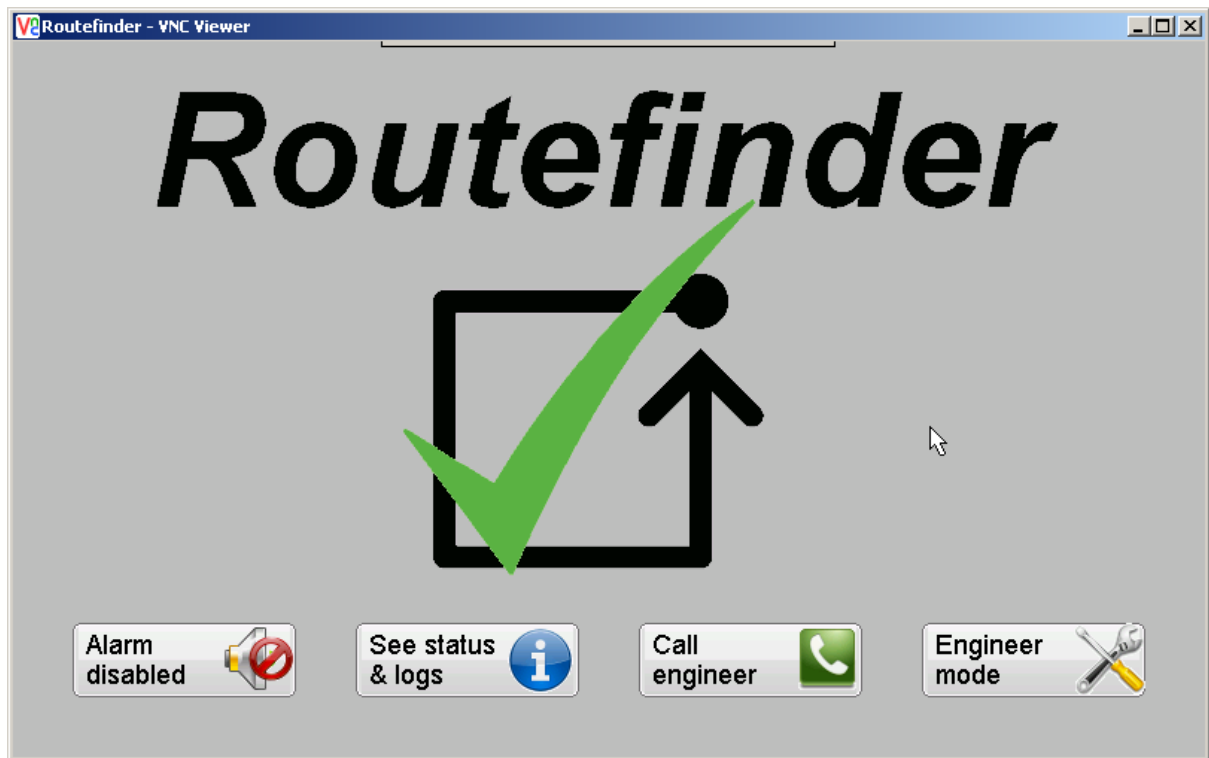 Routefinder - VNC Viewer
Routefinder
Alarm
disabled
See status
& logs
Call
engineer
Engineer
mode